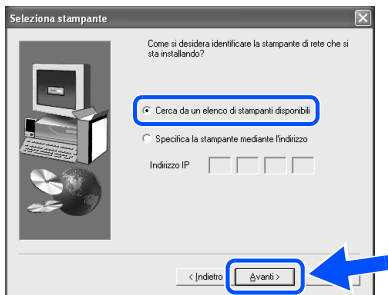 Seleziona stampante
Come si desidera identificare la stampante di rete che si
sta installando?
Cerca da un elenco di stampanti disponibili
Specifica la stampante mediante l'indirizzo
Indirizzo IP
< Indietro
Avanti >